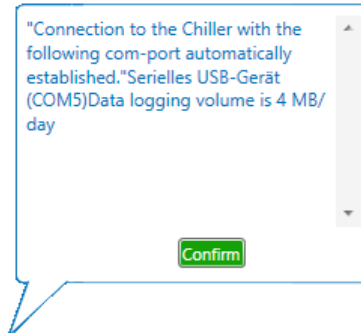 "Connection to the Chiller with the
following com-port automatically
established."Serielles USB-Gerät
(COM5)Data logging volume is 4 MB/
day
Confirm